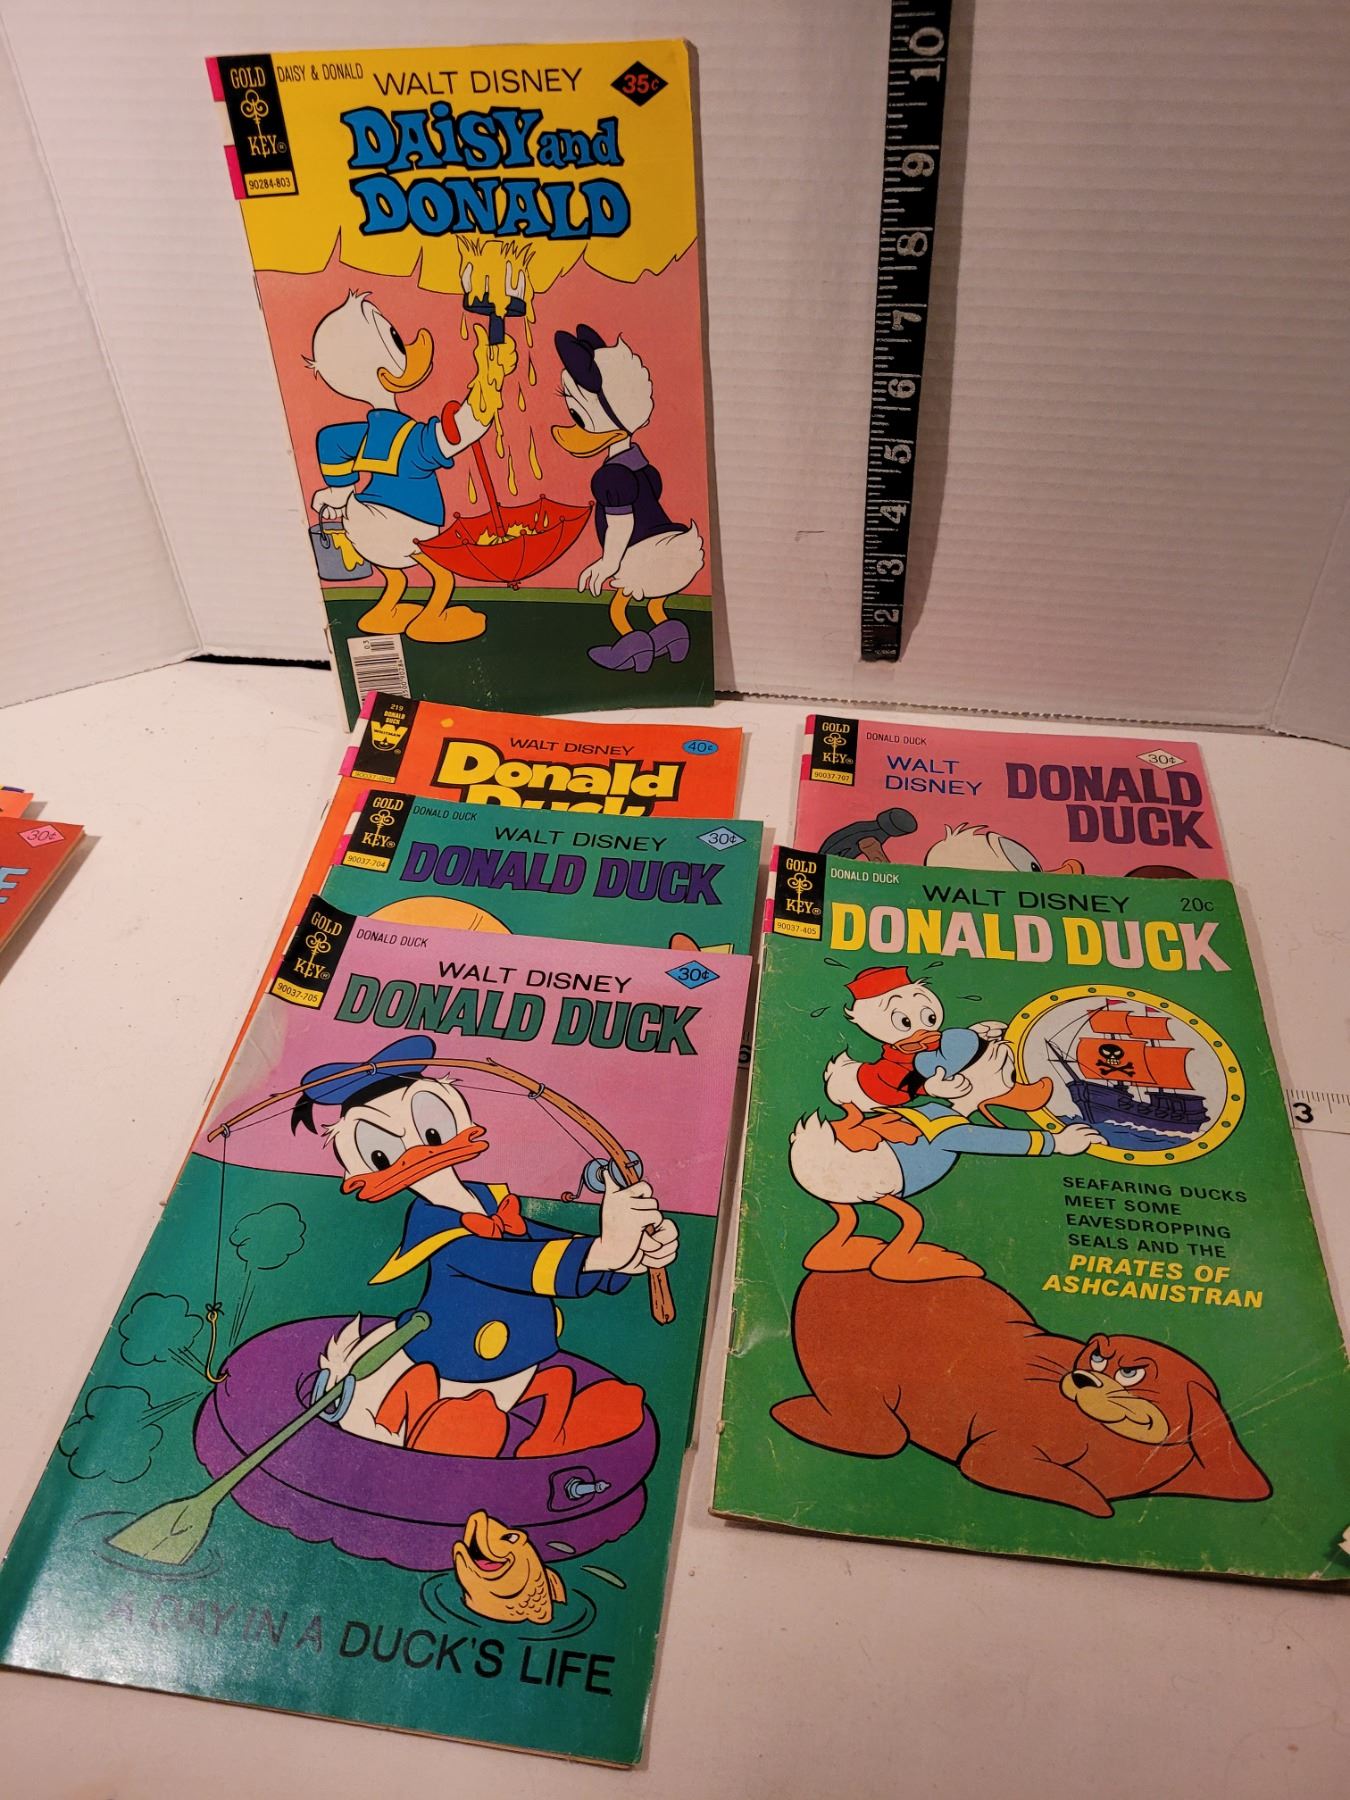 GOLD
KEY®
90284-803
DAISY & DONALD
WALT DISNEY
35¢
DAISY and
DONALD
03
10
9
8
7
6
5
4
3
2
219
DONALD
DUCK
WHITMAN
®
WALT DISNEY
40¢
Donald
Duck
GOLD
KEY®
90037-704
DONALD DUCK
WALT DISNEY
30¢
DONALD DUCK
GOLD
KEY®
90037-705
DONALD DUCK
WALT DISNEY
30¢
DONALD DUCK
A DAY IN A DUCK'S LIFE
GOLD
KEY®
90037-707
DONALD DUCK
WALT
DISNEY
30¢
DONALD
DUCK
GOLD
KEY®
90037-405
DONALD DUCK
WALT DISNEY
20¢
DONALD DUCK
SEAFARING DUCKS
MEET SOME
EAVESDROPPING
SEALS AND THE
PIRATES OF
ASHCANISTRAN
30¢
E
3